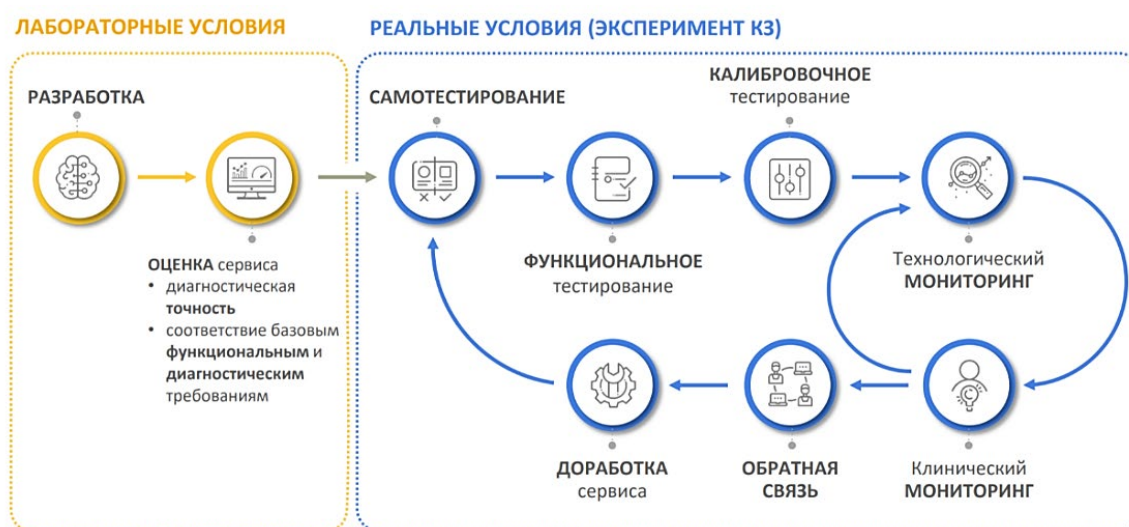 ЛАБОРАТОРНЫЕ УСЛОВИЯ
РЕАЛЬНЫЕ УСЛОВИЯ (ЭКСПЕРИМЕНТ КЗ)
РАЗРАБОТКА
ОЦЕНКА сервиса
• диагностическая
точность
• соответствие базовым
функциональным и
диагностическим
требованиям
САМОТЕСТИРОВАНИЕ
ФУНКЦИОНАЛЬНОЕ
тестирование
КАЛИБРОВОЧНОЕ
тестирование
Технологический
МОНИТОРИНГ
Клинический
МОНИТОРИНГ
ОБРАТНАЯ
СВЯЗЬ
ДОРАБОТКА
сервиса